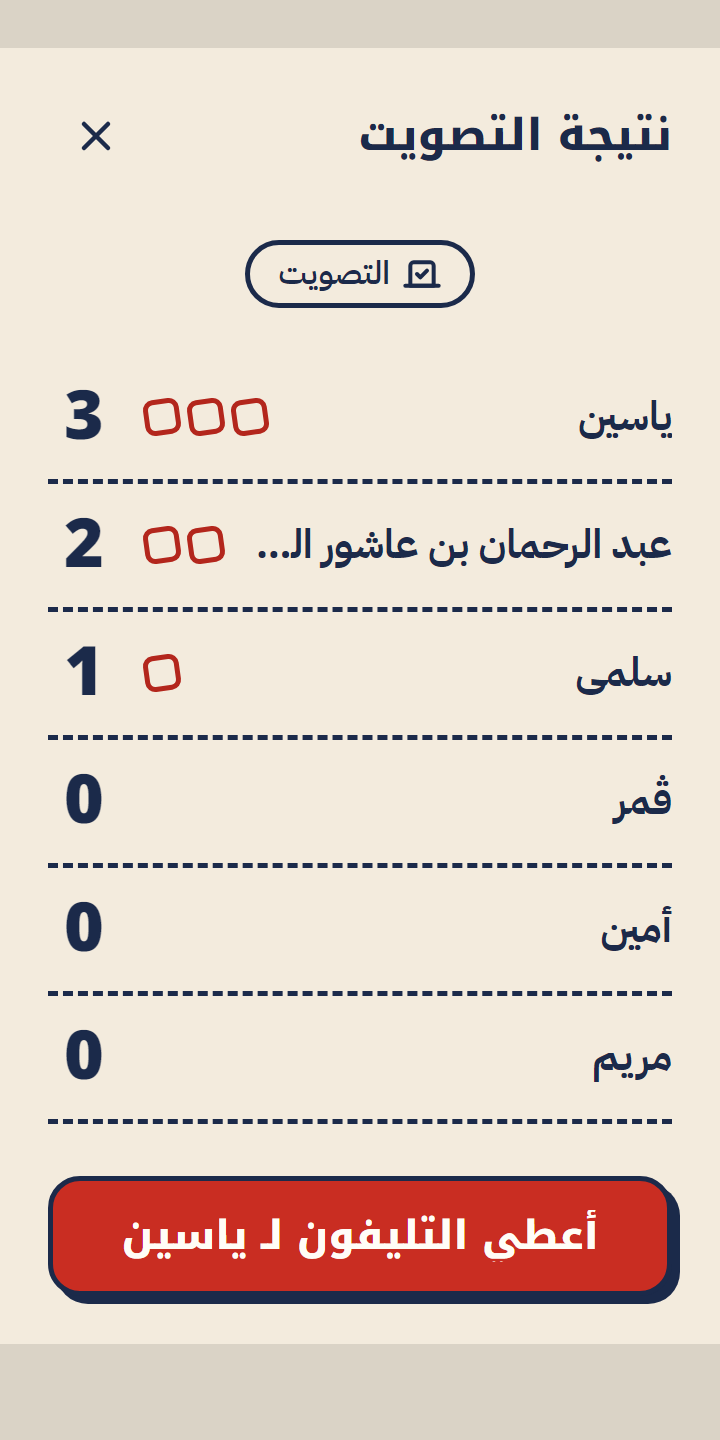 نتيجة التصويت
التصويت
ياسين 3
عبد الرحمان بن عاشور الـ... 2
سلمى 1
ڨمر 0
أمين 0
مريم 0
أعطي التليفون لـ ياسين